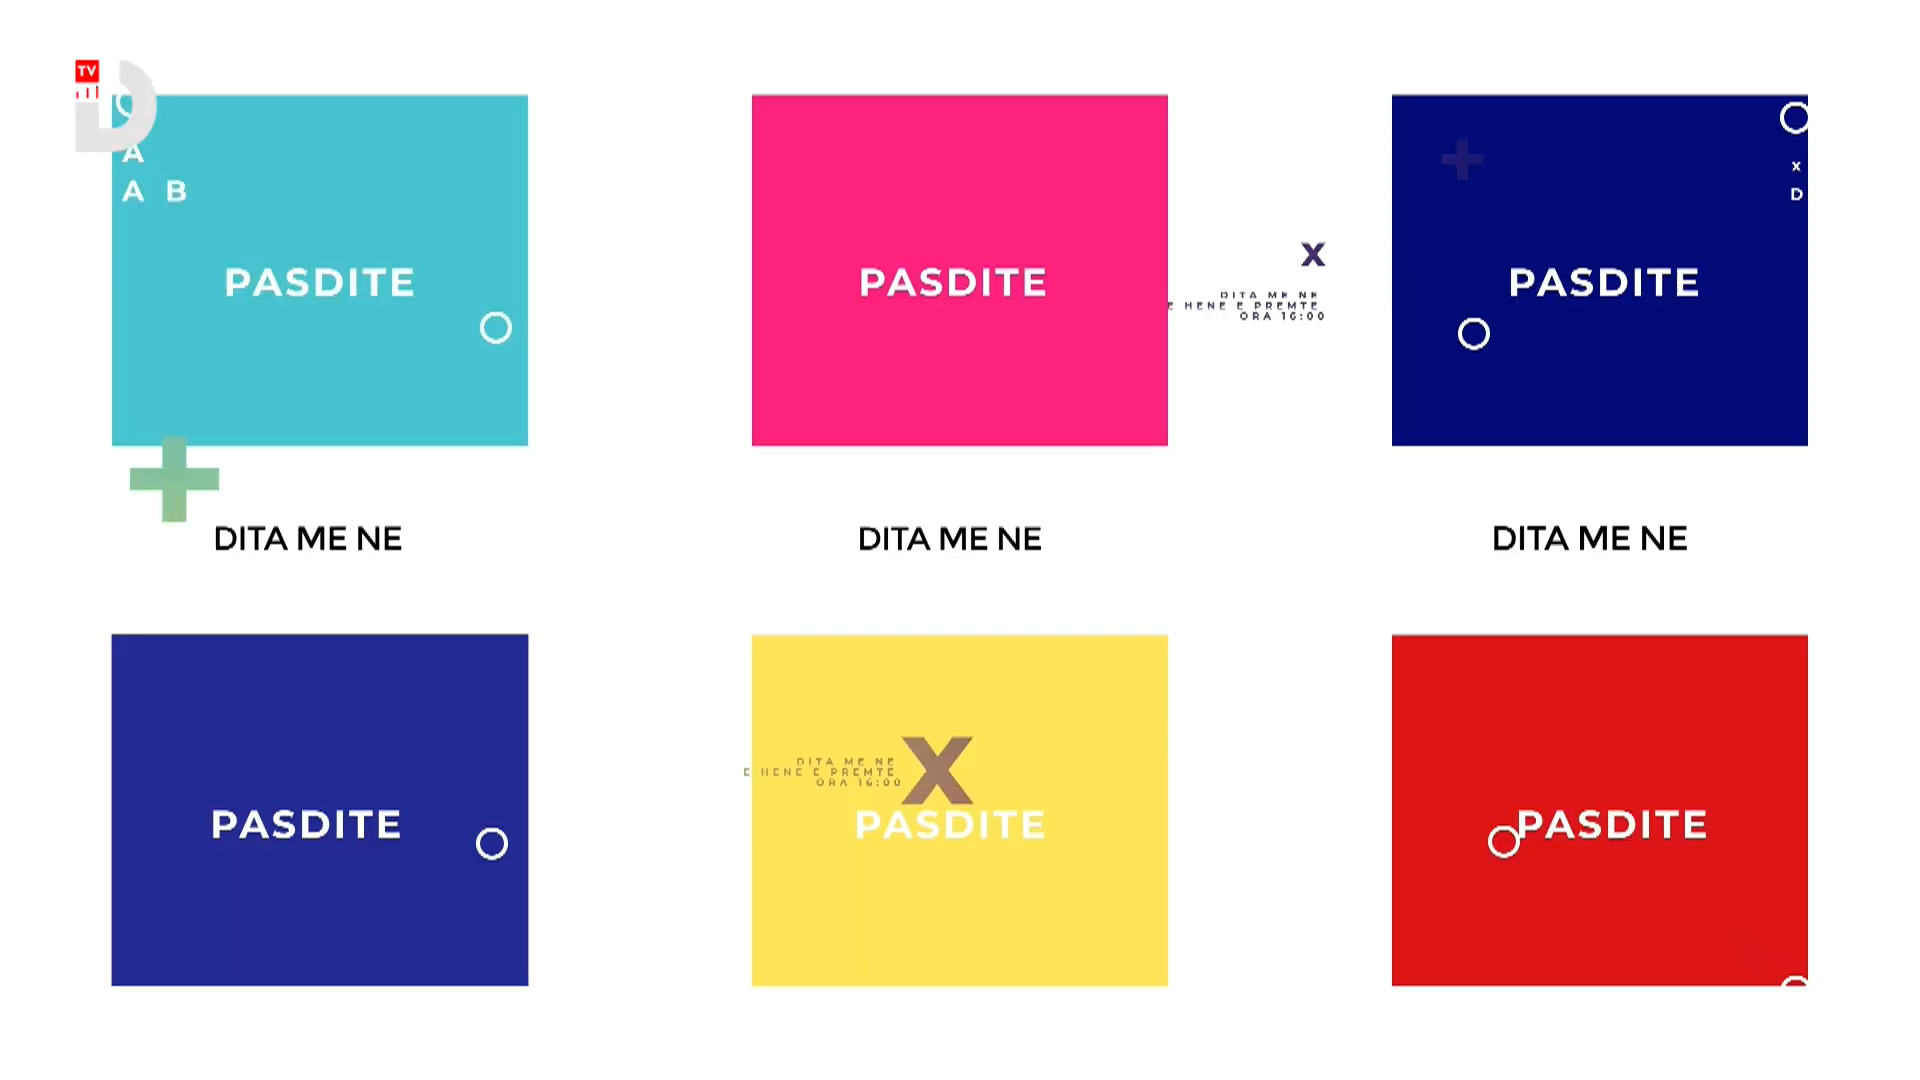 TV
D
A
A B
PASDITE
PASDITE
X
DITA ME NE
E HENE E PREMTE
ORA 16:00
x
D
PASDITE
DITA ME NE
DITA ME NE
DITA ME NE
PASDITE
DITA ME NE
E HENE E PREMTE
ORA 16:00
X
PASDITE
PASDITE